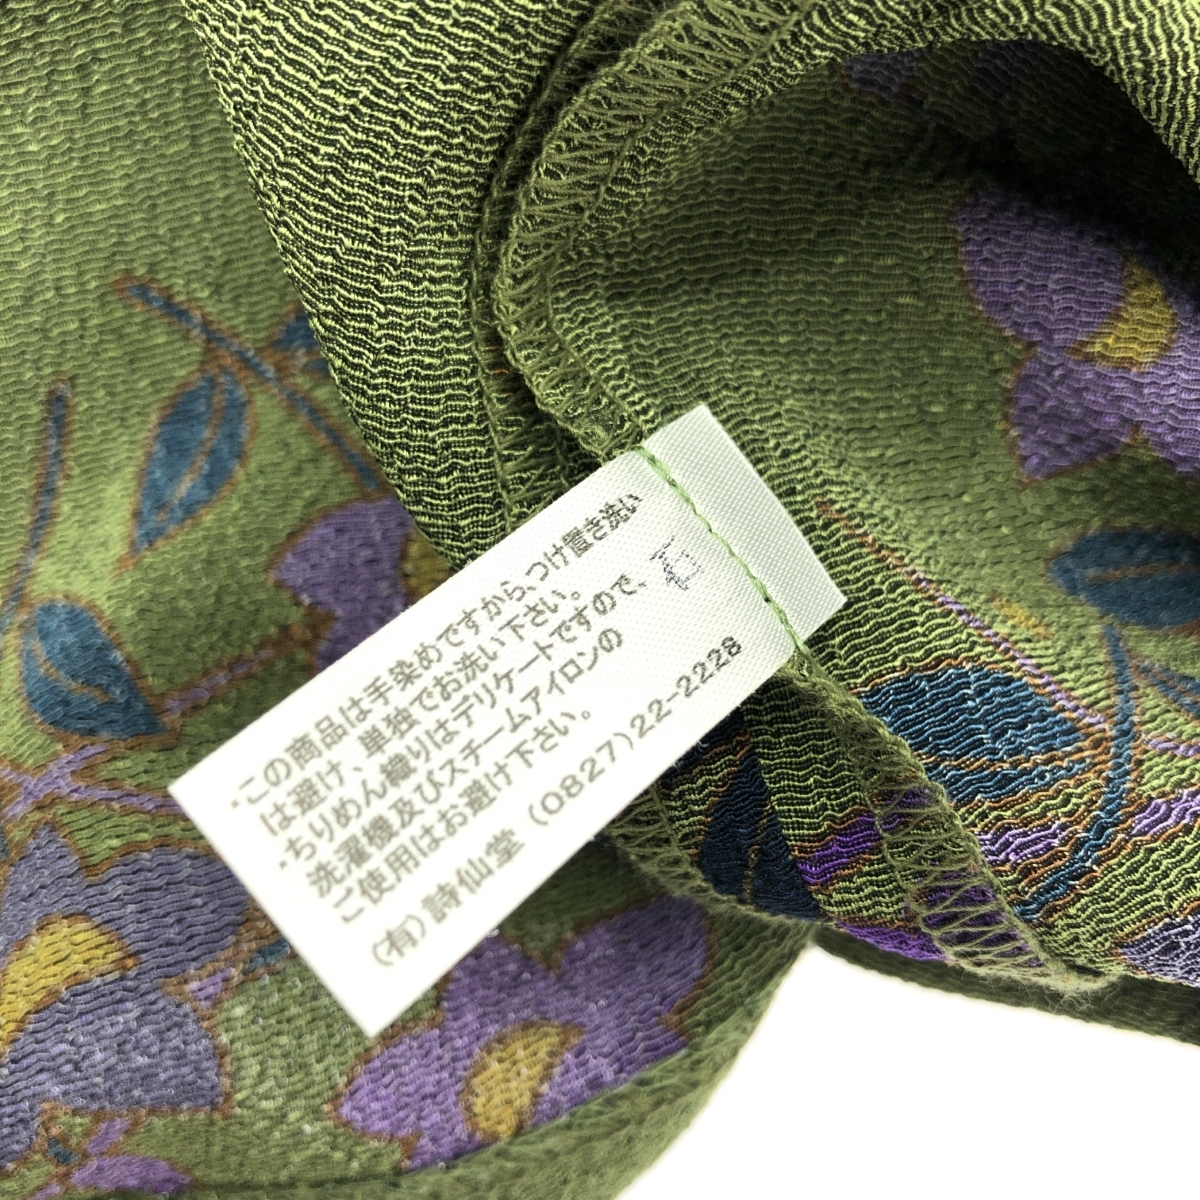 ・この商品は手染めですから、つけ置き洗い
は避け、単独でお洗い下さい。
・ちりめん織りはデリケートですので、
洗濯機及びスチームアイロンの
ご使用はお避け下さい。
(有)詩仙堂 (0827)22-2228
石